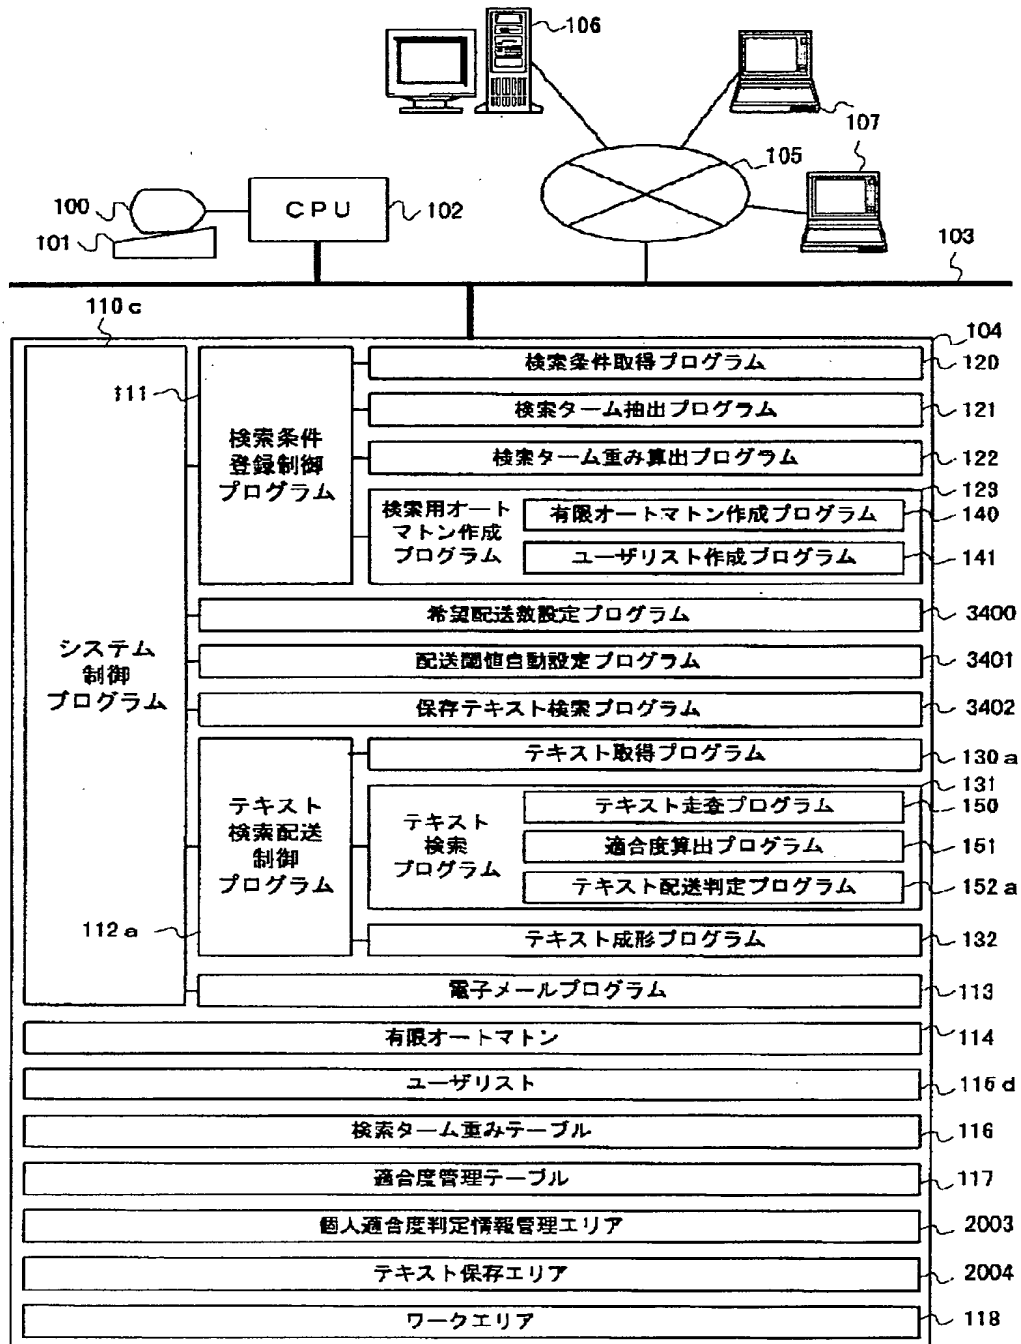 106
107
105
100
101
CPU
102
103
110c
104
111
検索条件
登録制御
プログラム
検索条件取得プログラム
120
検索ターム抽出プログラム
121
検索ターム重み算出プログラム
122
123
検索用オート
マトン作成
プログラム
有限オートマトン作成プログラム
140
ユーザリスト作成プログラム
141
システム
制御
プログラム
希望配送数設定プログラム
3400
配送閾値自動設定プログラム
3401
保存テキスト検索プログラム
3402
テキスト
検索配送
制御
プログラム
112a
テキスト取得プログラム
130a
131
テキスト
検索
プログラム
テキスト走査プログラム
150
適合度算出プログラム
151
テキスト配送判定プログラム
152a
テキスト成形プログラム
132
電子メールプログラム
113
有限オートマトン
114
ユーザリスト
115d
検索ターム重みテーブル
116
適合度管理テーブル
117
個人適合度判定情報管理エリア
2003
テキスト保存エリア
2004
ワークエリア
118